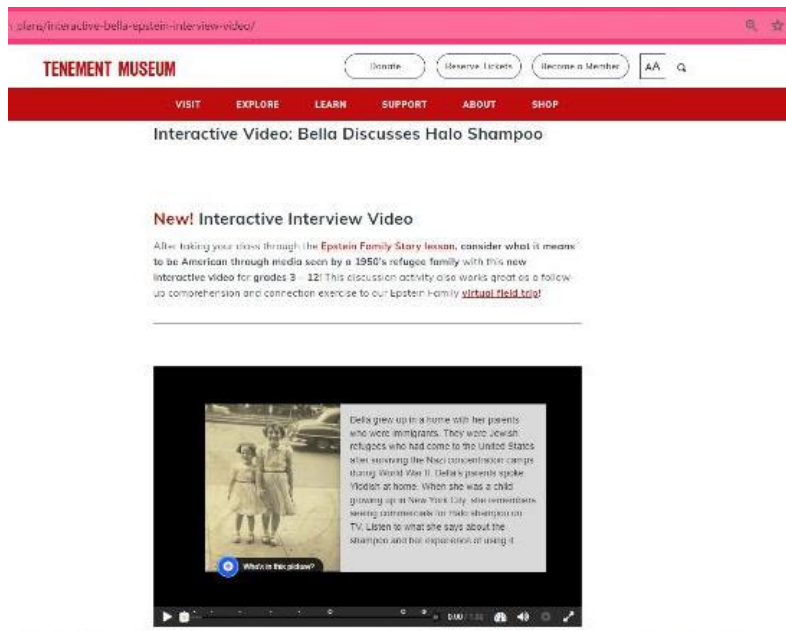 plans/interactive-bella-epstein-interview-video/
TENEMENT MUSEUM
Donate
Reserve Tickets
Become a Member
AA
VISIT
EXPLORE
LEARN
SUPPORT
ABOUT
SHOP
Interactive Video: Bella Discusses Halo Shampoo
New! Interactive Interview Video
After taking your class through the Epstein Family Story lesson, consider what it means
to be American through media seen by a 1950's refugee family with this new
interactive video for grades 3 – 12! This discussion activity also works great as a follow-
up comprehension and connection exercise to our Epstein Family virtual field trip!
Bella grew up in a home with her parents
who were immigrants. They were Jewish
refugees who had come to the United States
after surviving the Nazi concentration camps
during World War II. Bella's parents spoke
Yiddish at home. When she was a child
growing up in New York City, she remembers
seeing commercials for Halo shampoo on
TV. Listen to what she says about the
shampoo and her experience of using it.
Who's in this picture?
0:00 /